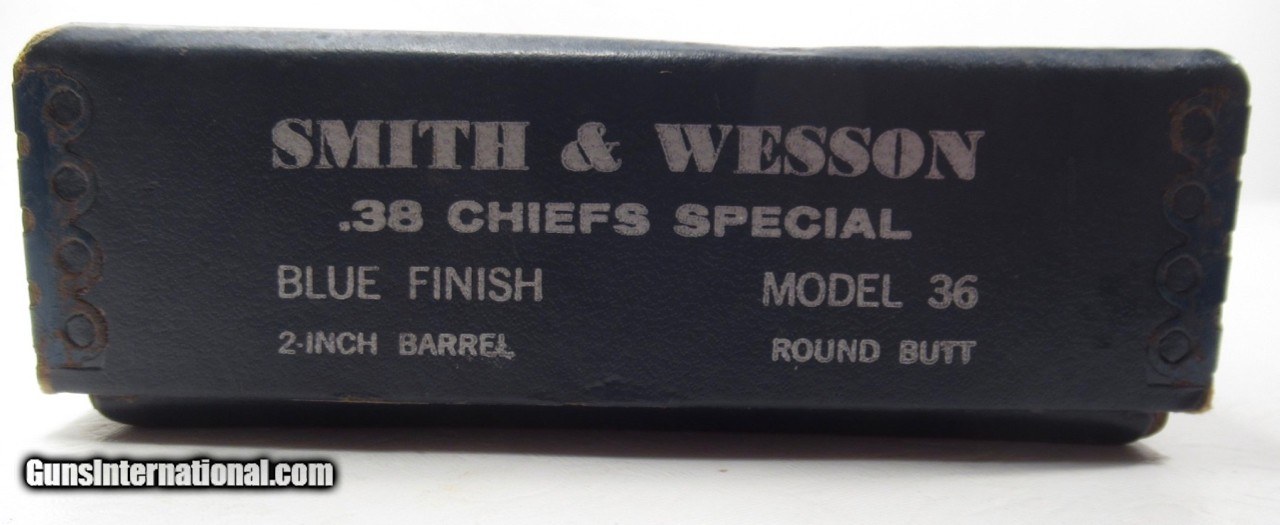 SMITH & WESSON
.38 CHIEFS SPECIAL
BLUE FINISH MODEL 36
2-INCH BARREL ROUND BUTT
GunsInternational.com